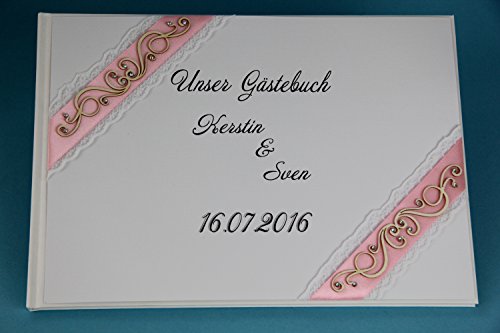 Unser Gästebuch
Kerstin
&
Sven
16.07.2016